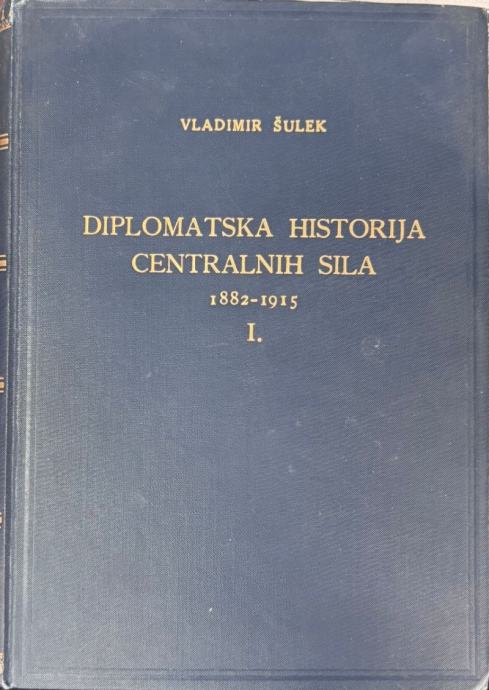 VLADIMIR ŠULEK
DIPLOMATSKA HISTORIJA
CENTRALNIH SILA
1882-1915
I.